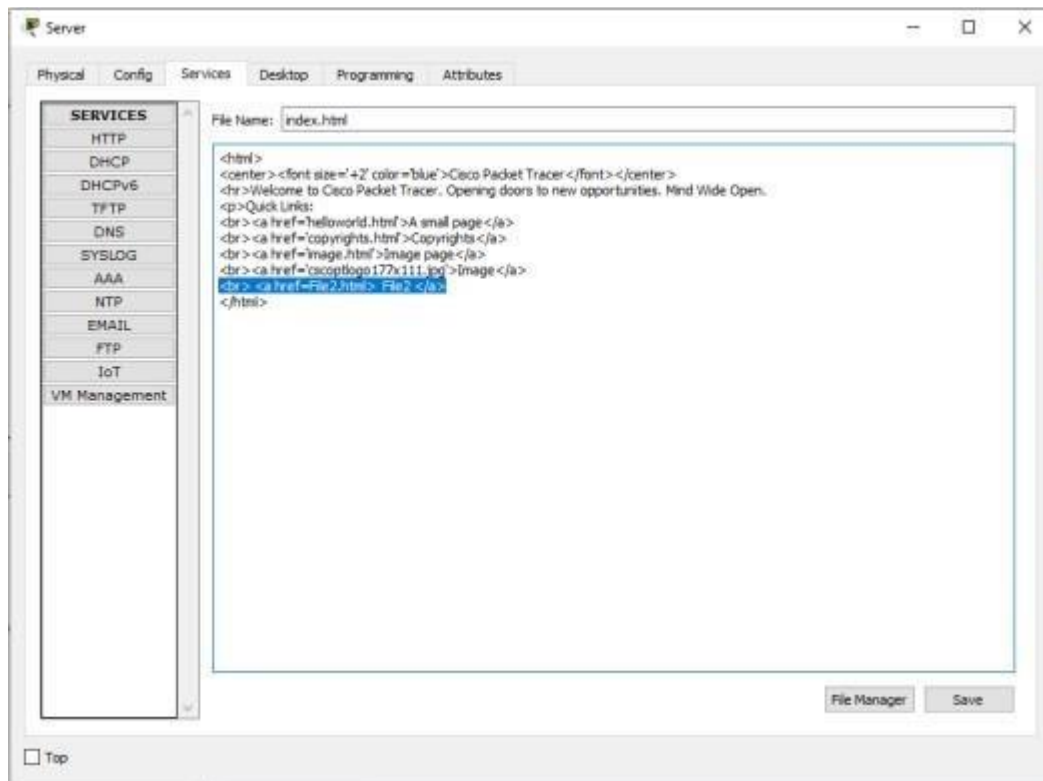 Server
Physical Config Services Desktop Programming Attributes
SERVICES
HTTP
DHCP
DHCPv6
TFTP
DNS
SYSLOG
AAA
NTP
EMAIL
FTP
IoT
VM Management
File Name: index.html
<html>
<center><font size='+2' color='blue'>Cisco Packet Tracer</font></center>
<hr>Welcome to Cisco Packet Tracer. Opening doors to new opportunities. Mind Wide Open.
<p>Quick Links:
<br><a href='helloworld.html'>A small page</a>
<br><a href='copyrights.html'>Copyrights</a>
<br><a href='image.html'>Image page</a>
<br><a href='cscoptlogo177x111.jpg'>Image</a>
<br> <a href=File2.html> File2 </a>
</html>
File Manager Save
Top